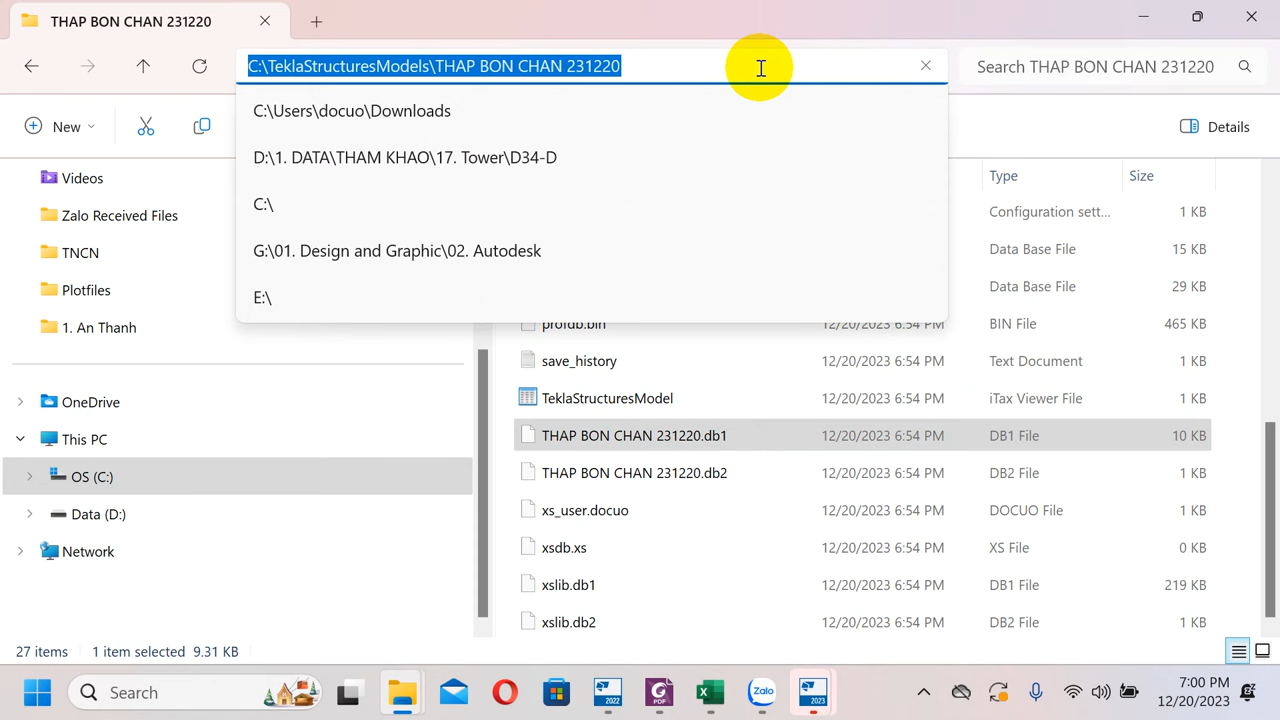 THAP BON CHAN 231220
C:\TeklaStructuresModels\THAP BON CHAN 231220
Search THAP BON CHAN 231220
C:\Users\docuo\Downloads
D:\1. DATA\THAM KHAO\17. Tower\D34-D
C:\
G:\01. Design and Graphic\02. Autodesk
E:\
New
Details
Videos
Zalo Received Files
TNCN
Plotfiles
1. An Thanh
OneDrive
This PC
OS (C:)
Data (D:)
Network
Type Size
Configuration sett... 1 KB
Data Base File 15 KB
Data Base File 29 KB
profdb.bin 12/20/2023 6:54 PM BIN File 465 KB
save_history 12/20/2023 6:54 PM Text Document 1 KB
TeklaStructuresModel 12/20/2023 6:54 PM iTax Viewer File 1 KB
THAP BON CHAN 231220.db1 12/20/2023 6:54 PM DB1 File 10 KB
THAP BON CHAN 231220.db2 12/20/2023 6:54 PM DB2 File 1 KB
xs_user.docuo 12/20/2023 6:54 PM DOCUO File 1 KB
xsdb.xs 12/20/2023 6:54 PM XS File 0 KB
xslib.db1 12/20/2023 6:54 PM DB1 File 219 KB
xslib.db2 12/20/2023 6:54 PM DB2 File 1 KB
27 items 1 item selected 9.31 KB
Search
2022
PDF
Zalo
2023
7:00 PM
12/20/2023